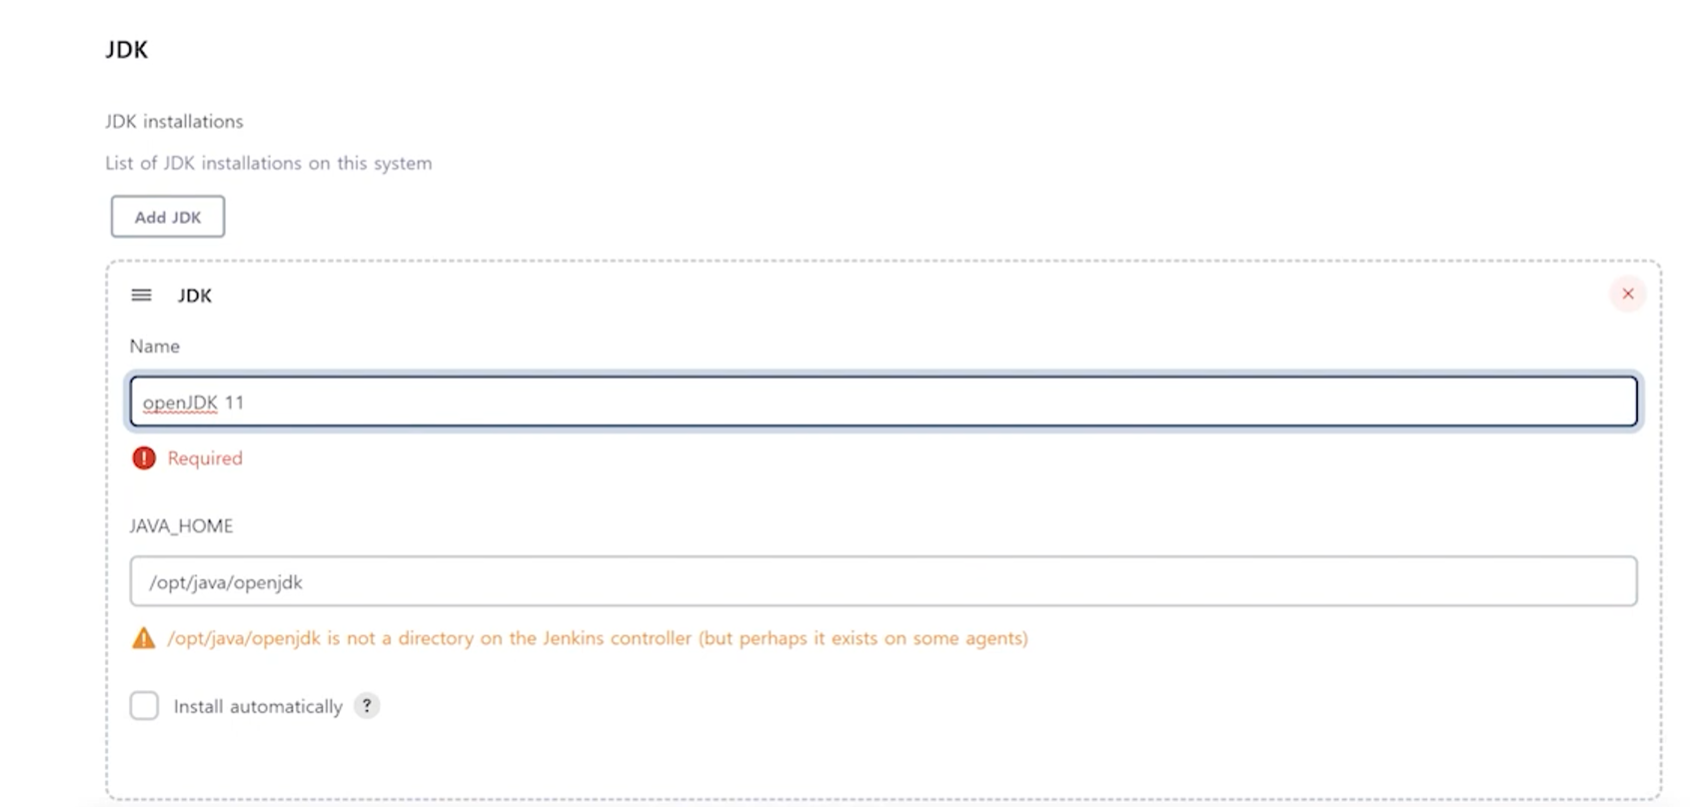 JDK
JDK installations
List of JDK installations on this system
Add JDK
JDK
Name
openJDK 11
Required
JAVA_HOME
/opt/java/openjdk
/opt/java/openjdk is not a directory on the Jenkins controller (but perhaps it exists on some agents)
Install automatically ?